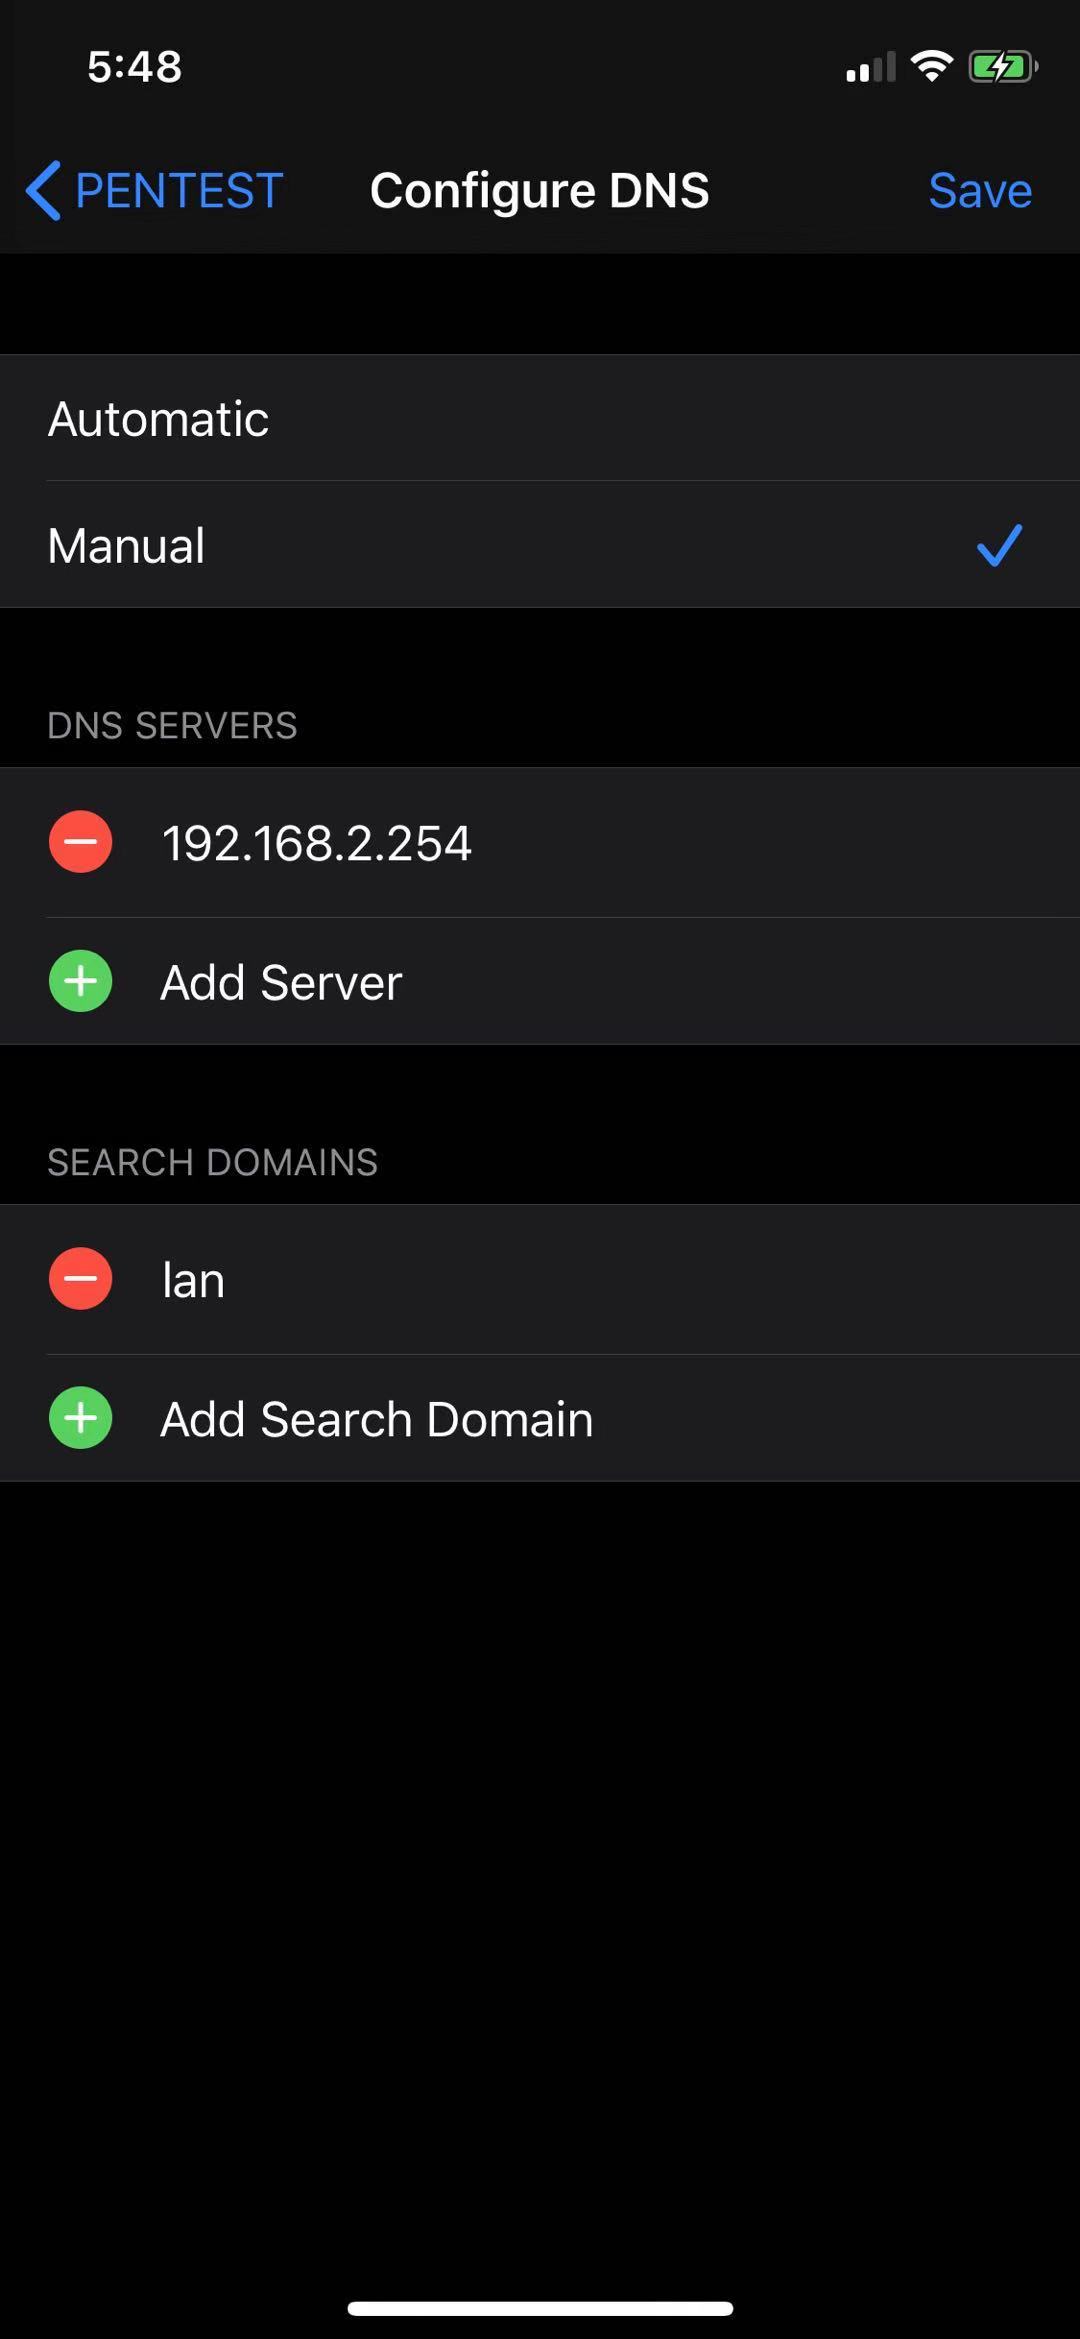 5:48
PENTEST Configure DNS Save
Automatic
Manual
DNS SERVERS
192.168.2.254
Add Server
SEARCH DOMAINS
lan
Add Search Domain